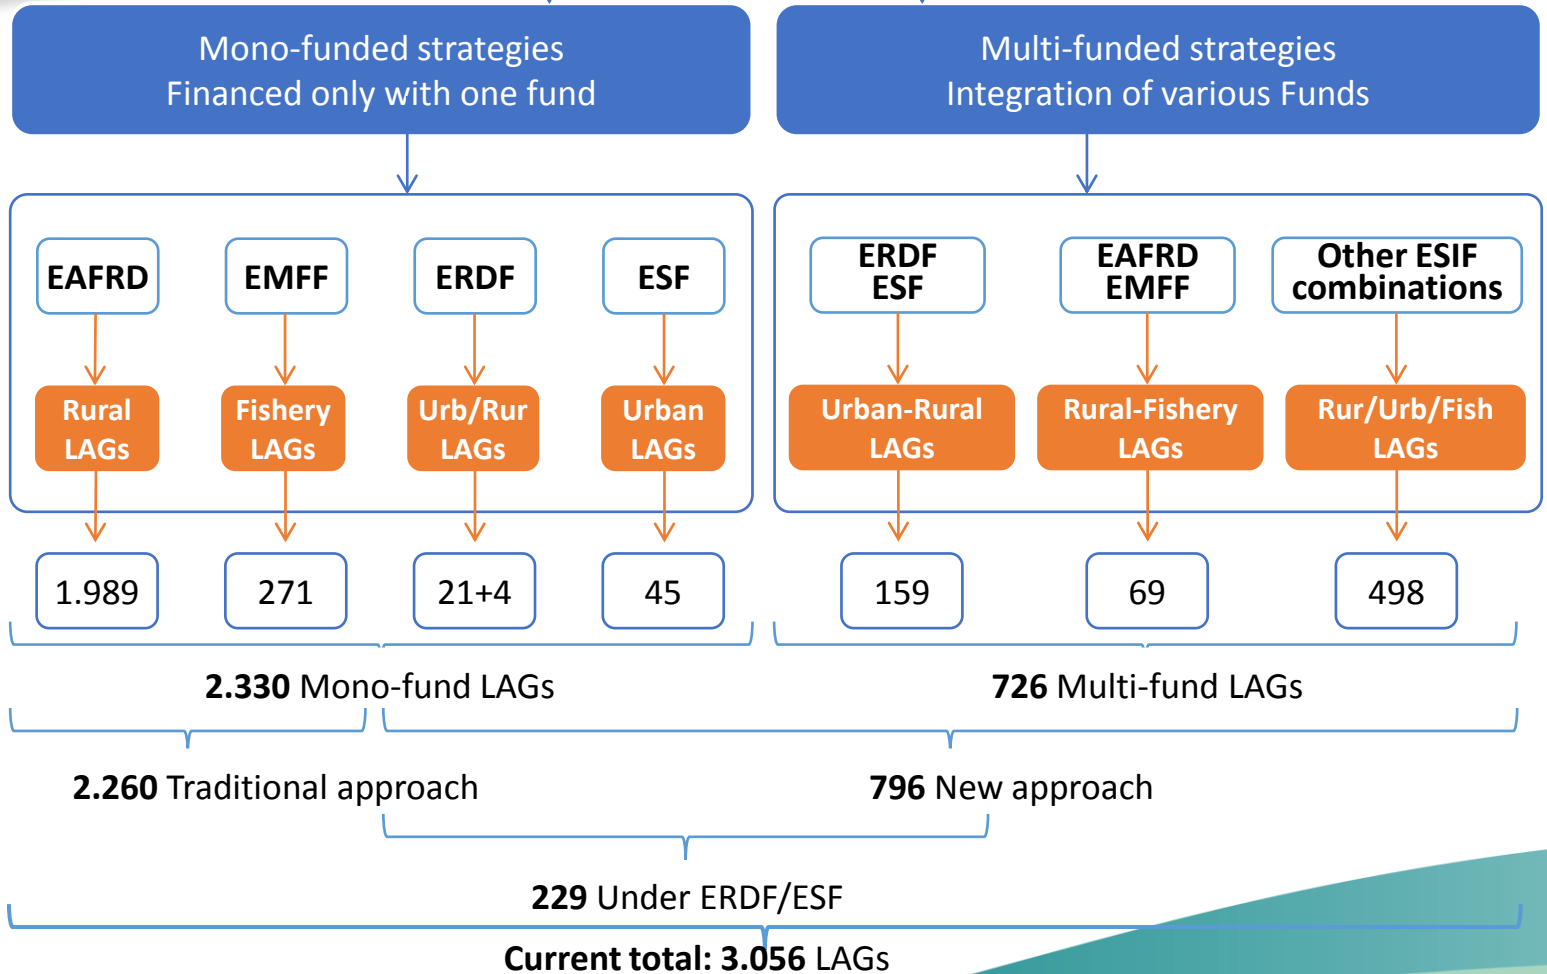 Mono-funded strategies
Financed only with one fund
Multi-funded strategies
Integration of various Funds
EAFRD
EMFF
ERDF
ESF
ERDF
ESF
EAFRD
EMFF
Other ESIF
combinations
Rural
LAGs
Fishery
LAGs
Urb/Rur
LAGs
Urban
LAGs
Urban-Rural
LAGs
Rural-Fishery
LAGs
Rur/Urb/Fish
LAGs
1.989
271
21+4
45
159
69
498
2.330 Mono-fund LAGs
726 Multi-fund LAGs
2.260 Traditional approach
796 New approach
229 Under ERDF/ESF
Current total: 3.056 LAGs